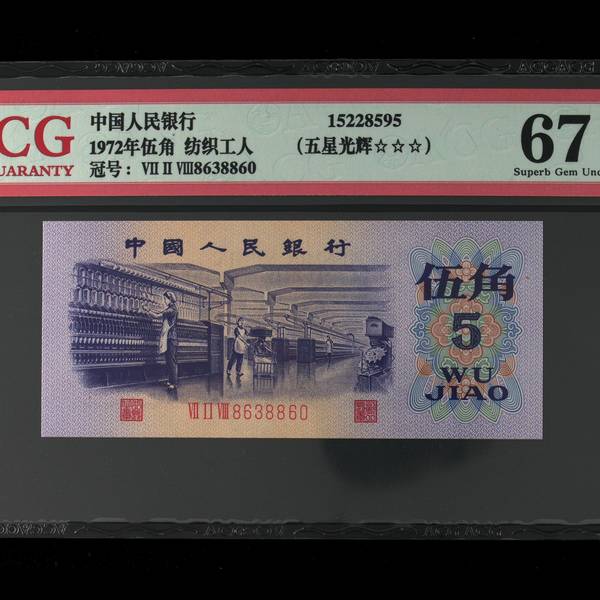 CG
UARANTY
中国人民银行
1972年伍角 纺织工人
冠号：Ⅶ Ⅱ Ⅷ8638860
15228595
（五星光辉☆☆☆）
67
Superb Gem Unc
中國人民銀行
伍角
5
WU
JIAO
Ⅶ Ⅱ Ⅷ 8638860